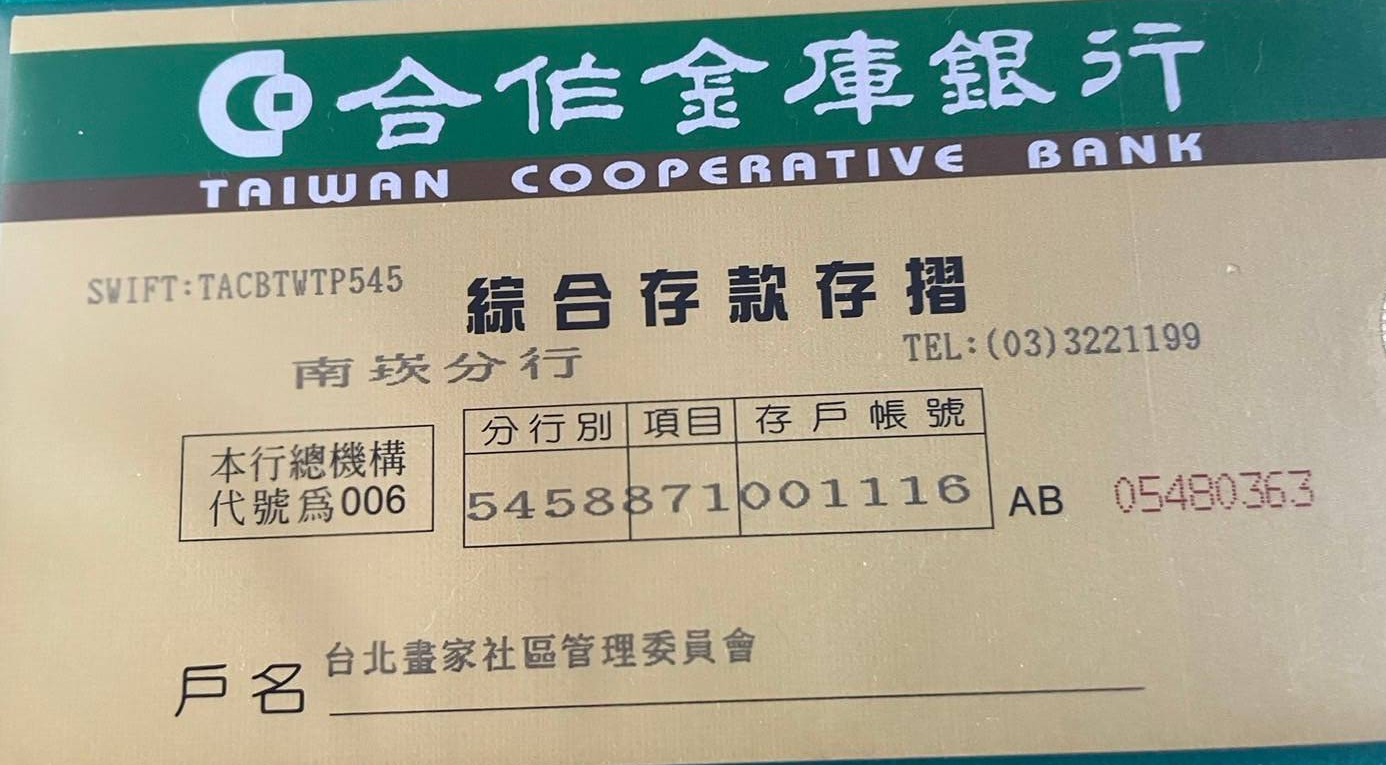 合作金庫銀行
TAIWAN COOPERATIVE BANK
SWIFT:TACBTWTP545
綜合存款存摺
南崁分行
TEL:(03)3221199
本行總機構
代號為006
分行別 項目 存戶帳號
5458871001116
AB 05480363
戶名 台北畫家社區管理委員會